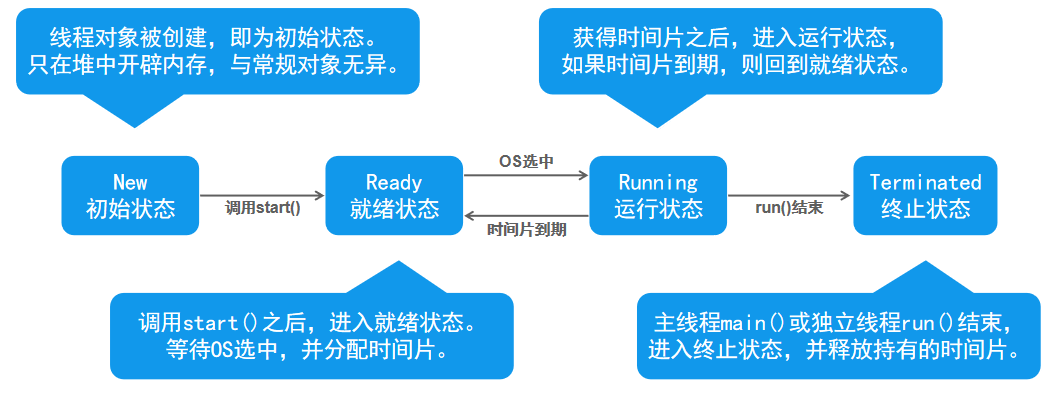 线程对象被创建，即为初始状态。
只在堆中开辟内存，与常规对象无异。
获得时间片之后，进入运行状态，
如果时间片到期，则回到就绪状态。
New
初始状态
调用start()
Ready
就绪状态
OS选中
时间片到期
Running
运行状态
run()结束
Terminated
终止状态
调用start()之后，进入就绪状态。
等待OS选中，并分配时间片。
主线程main()或独立线程run()结束，
进入终止状态，并释放持有的时间片。